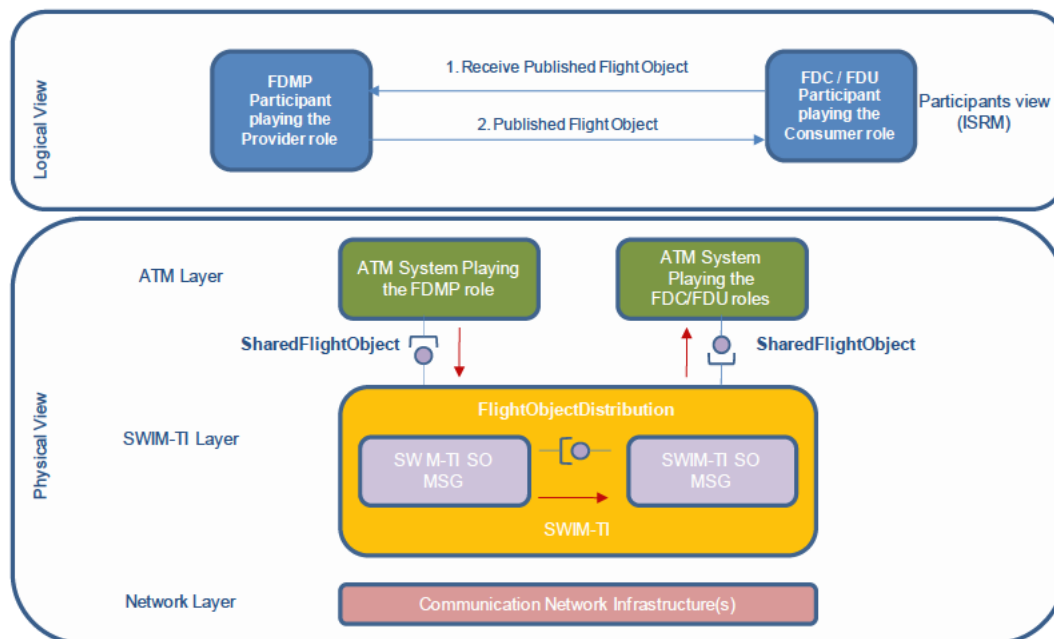 Logical View
FDMP
Participant
playing the
Provider role
1. Receive Published Flight Object
2. Published Flight Object
FDC / FDU
Participant
playing the
Consumer role
Participants view
(ISRM)
Physical View
ATM Layer
ATM System Playing
the FDMP role
ATM System
Playing the
FDC/FDU roles
SharedFlightObject
SharedFlightObject
SWIM-TI Layer
FlightObjectDistribution
SW M-TI SO
MSG
SWIM-TI SO
MSG
SWIM-TI
Network Layer
Communication Network Infrastructure(s)